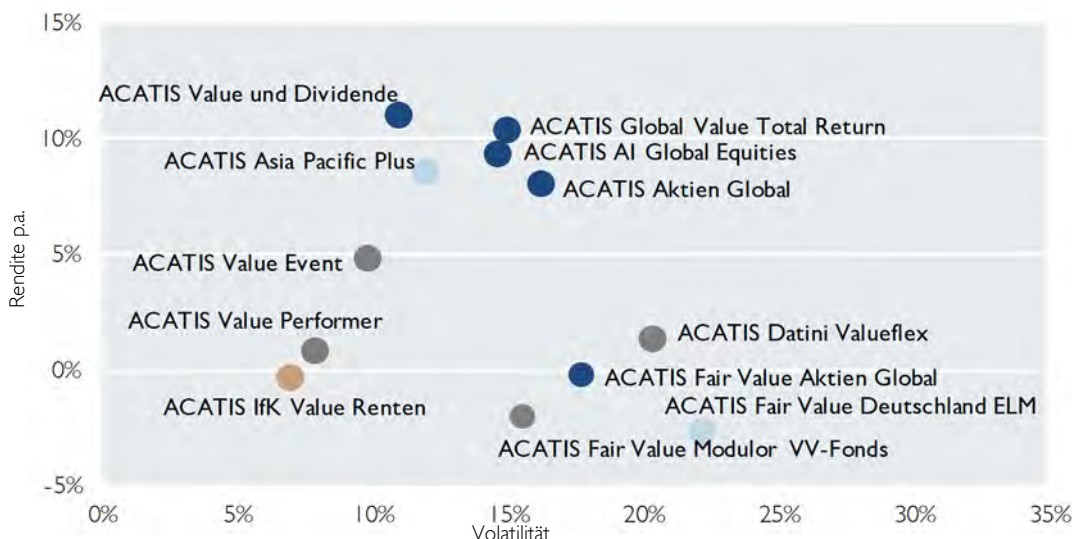 15%
ACATIS Value und Dividende
ACATIS Global Value Total Return
10%
ACATIS AI Global Equities
ACATIS Asia Pacific Plus
ACATIS Aktien Global
Rendite p.a.
5%
ACATIS Value Event
ACATIS Value Performer
ACATIS Datini Valueflex
0%
ACATIS Fair Value Aktien Global
ACATIS IfK Value Renten
ACATIS Fair Value Deutschland ELM
ACATIS Fair Value Modulor VV-Fonds
-5%
0% 5% 10% 15% 20% 25% 30% 35%
Volatilität